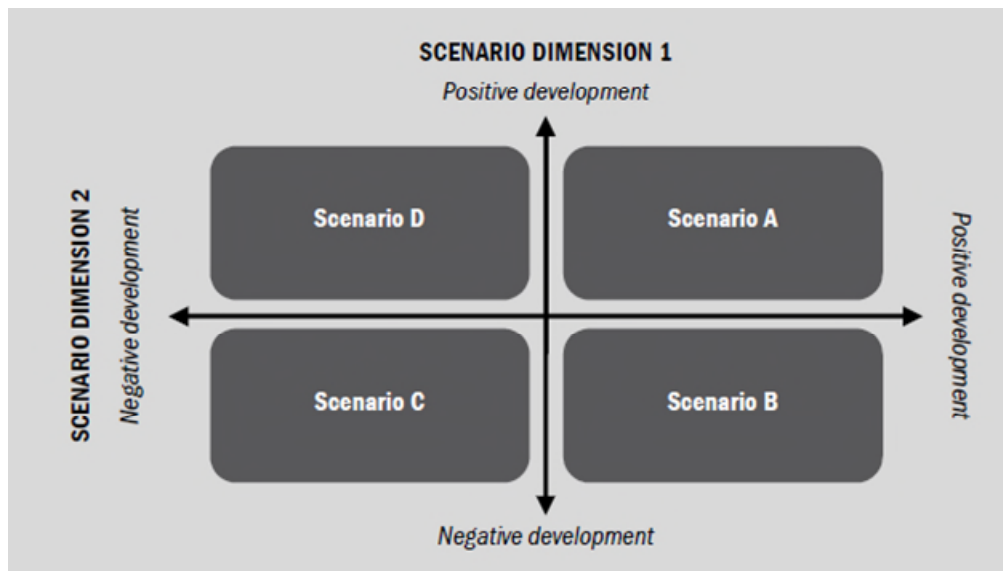 SCENARIO DIMENSION 1
Positive development
SCENARIO DIMENSION 2
Negative development
Scenario D
Scenario A
Positive development
Scenario C
Scenario B
Negative development